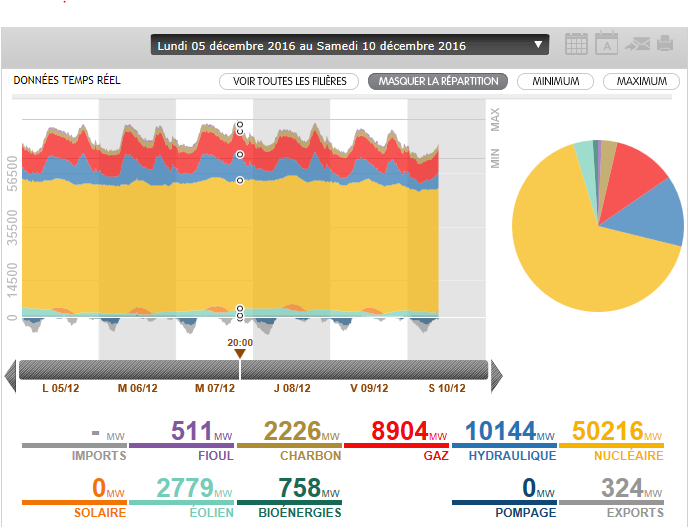 Lundi 05 décembre 2016 au Samedi 10 décembre 2016
A
DONNÉES TEMPS RÉEL
VOIR TOUTES LES FILIÈRES
MASQUER LA RÉPARTITION
MINIMUM
MAXIMUM
MIN MAX
56500
35500
14500
0
20:00
L 05/12 M 06/12 M 07/12 J 08/12 V 09/12 S 10/12
- MW 511 MW 2226 MW 8904 MW 10144 MW 50216 MW
IMPORTS FIOUL CHARBON GAZ HYDRAULIQUE NUCLÉAIRE
0 MW 2779 MW 758 MW 0 MW 324 MW
SOLAIRE ÉOLIEN BIOÉNERGIES POMPAGE EXPORTS